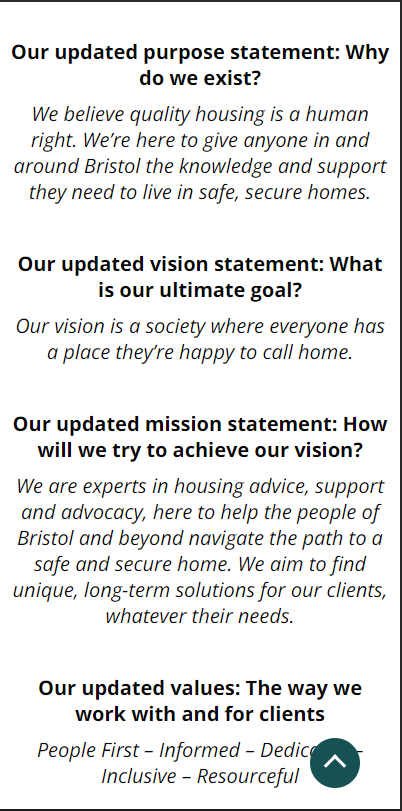 Our updated purpose statement: Why
do we exist?
We believe quality housing is a human
right. We’re here to give anyone in and
around Bristol the knowledge and support
they need to live in safe, secure homes.
Our updated vision statement: What
is our ultimate goal?
Our vision is a society where everyone has
a place they’re happy to call home.
Our updated mission statement: How
will we try to achieve our vision?
We are experts in housing advice, support
and advocacy, here to help the people of
Bristol and beyond navigate the path to a
safe and secure home. We aim to find
unique, long-term solutions for our clients,
whatever their needs.
Our updated values: The way we
work with and for clients
People First – Informed – –
Inclusive – Resourceful